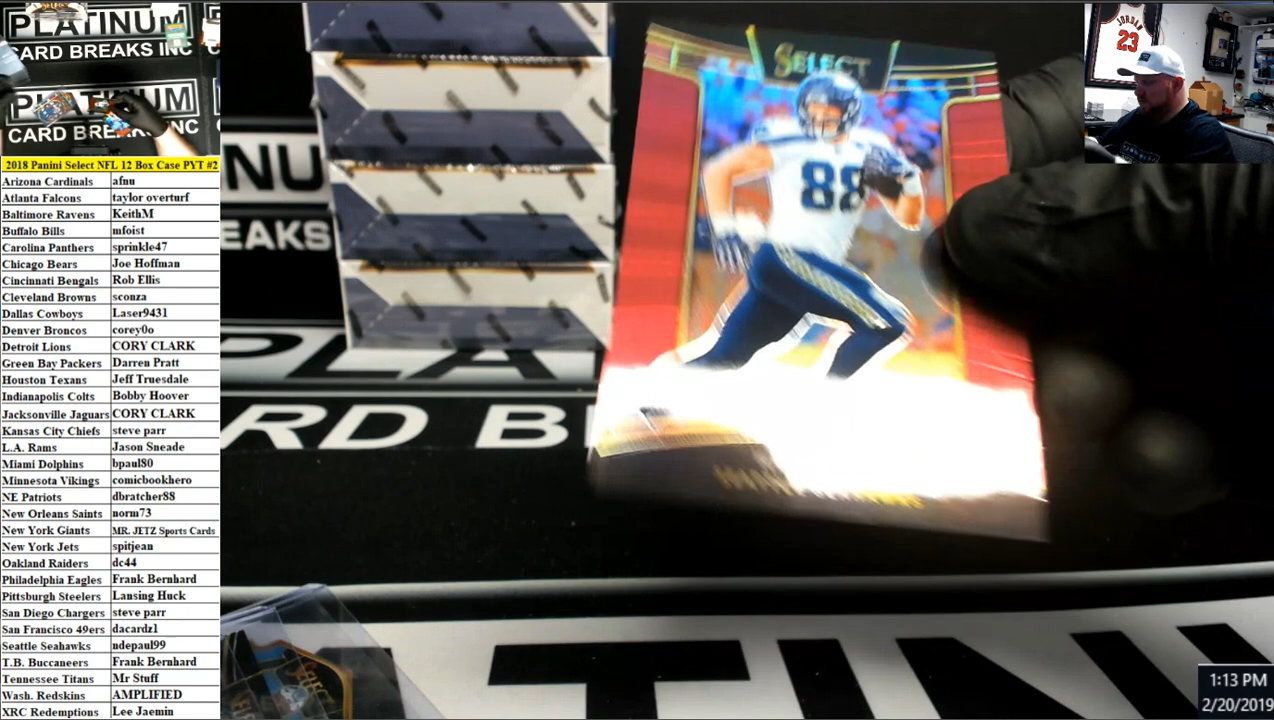 PLATINUM
CARD BREAKS INC
CARD BREAKS INC
2018 Panini Select NFL 12 Box Case PYT #2
Arizona Cardinals afnu
Atlanta Falcons taylor overturf
Baltimore Ravens KeithM
Buffalo Bills mfoist
Carolina Panthers sprinkle47
Chicago Bears Joe Hoffman
Cincinnati Bengals Rob Ellis
Cleveland Browns sconza
Dallas Cowboys Laser9431
Denver Broncos corey0o
Detroit Lions CORY CLARK
Green Bay Packers Darren Pratt
Houston Texans Jeff Truesdale
Indianapolis Colts Bobby Hoover
Jacksonville Jaguars CORY CLARK
Kansas City Chiefs steve parr
L.A. Rams Jason Sneade
Miami Dolphins bpaul80
Minnesota Vikings comicbookhero
NE Patriots dbratcher88
New Orleans Saints norm73
New York Giants MR. JETZ Sports Cards
New York Jets spitjean
Oakland Raiders dc44
Philadelphia Eagles Frank Bernhard
Pittsburgh Steelers Lansing Huck
San Diego Chargers steve parr
San Francisco 49ers dacardz1
Seattle Seahawks ndepaul99
T.B. Buccaneers Frank Bernhard
Tennessee Titans Mr Stuff
Wash. Redskins AMPLIFIED
XRC Redemptions Lee Jaemin
SELECT
88
NU
EAKS
PLA
RD B
TINU
JORDAN
23
1:13 PM
2/20/2019